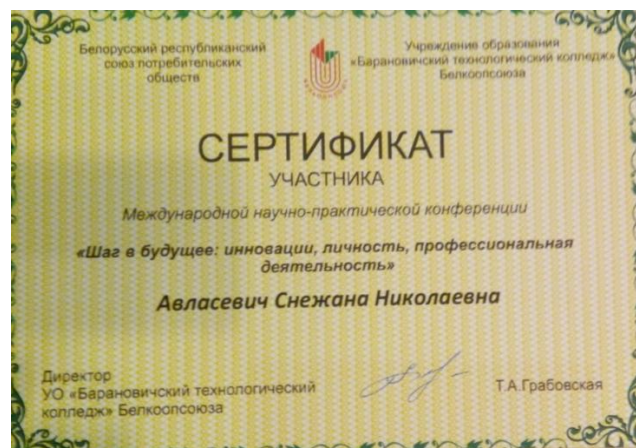 Белорусский республиканский
союз потребительских
обществ
Учреждение образования
«Барановичский технологический колледж»
Белкоопсоюза
СЕРТИФИКАТ
УЧАСТНИКА
Международной научно-практической конференции
«Шаг в будущее: инновации, личность, профессиональная
деятельность»
Авласевич Снежана Николаевна
Директор
УО «Барановичский технологический
колледж» Белкоопсоюза
Т.А.Грабовская